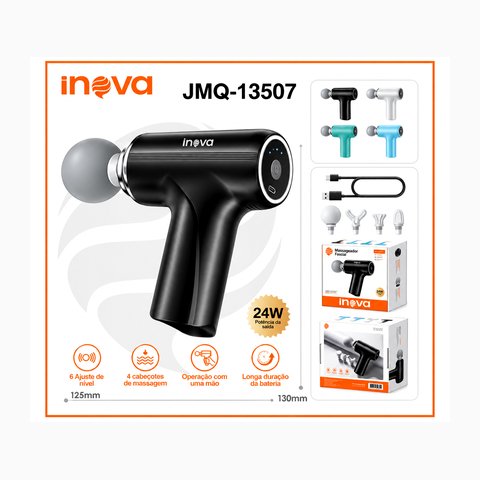 inova
JMQ-13507
inova
24W
Potência da
saída
6 Ajuste de
nível
4 cabeçotes
de massagem
Operação com
uma mão
Longa duração
da bateria
125mm
130mm
Massageador
Fascial
inova